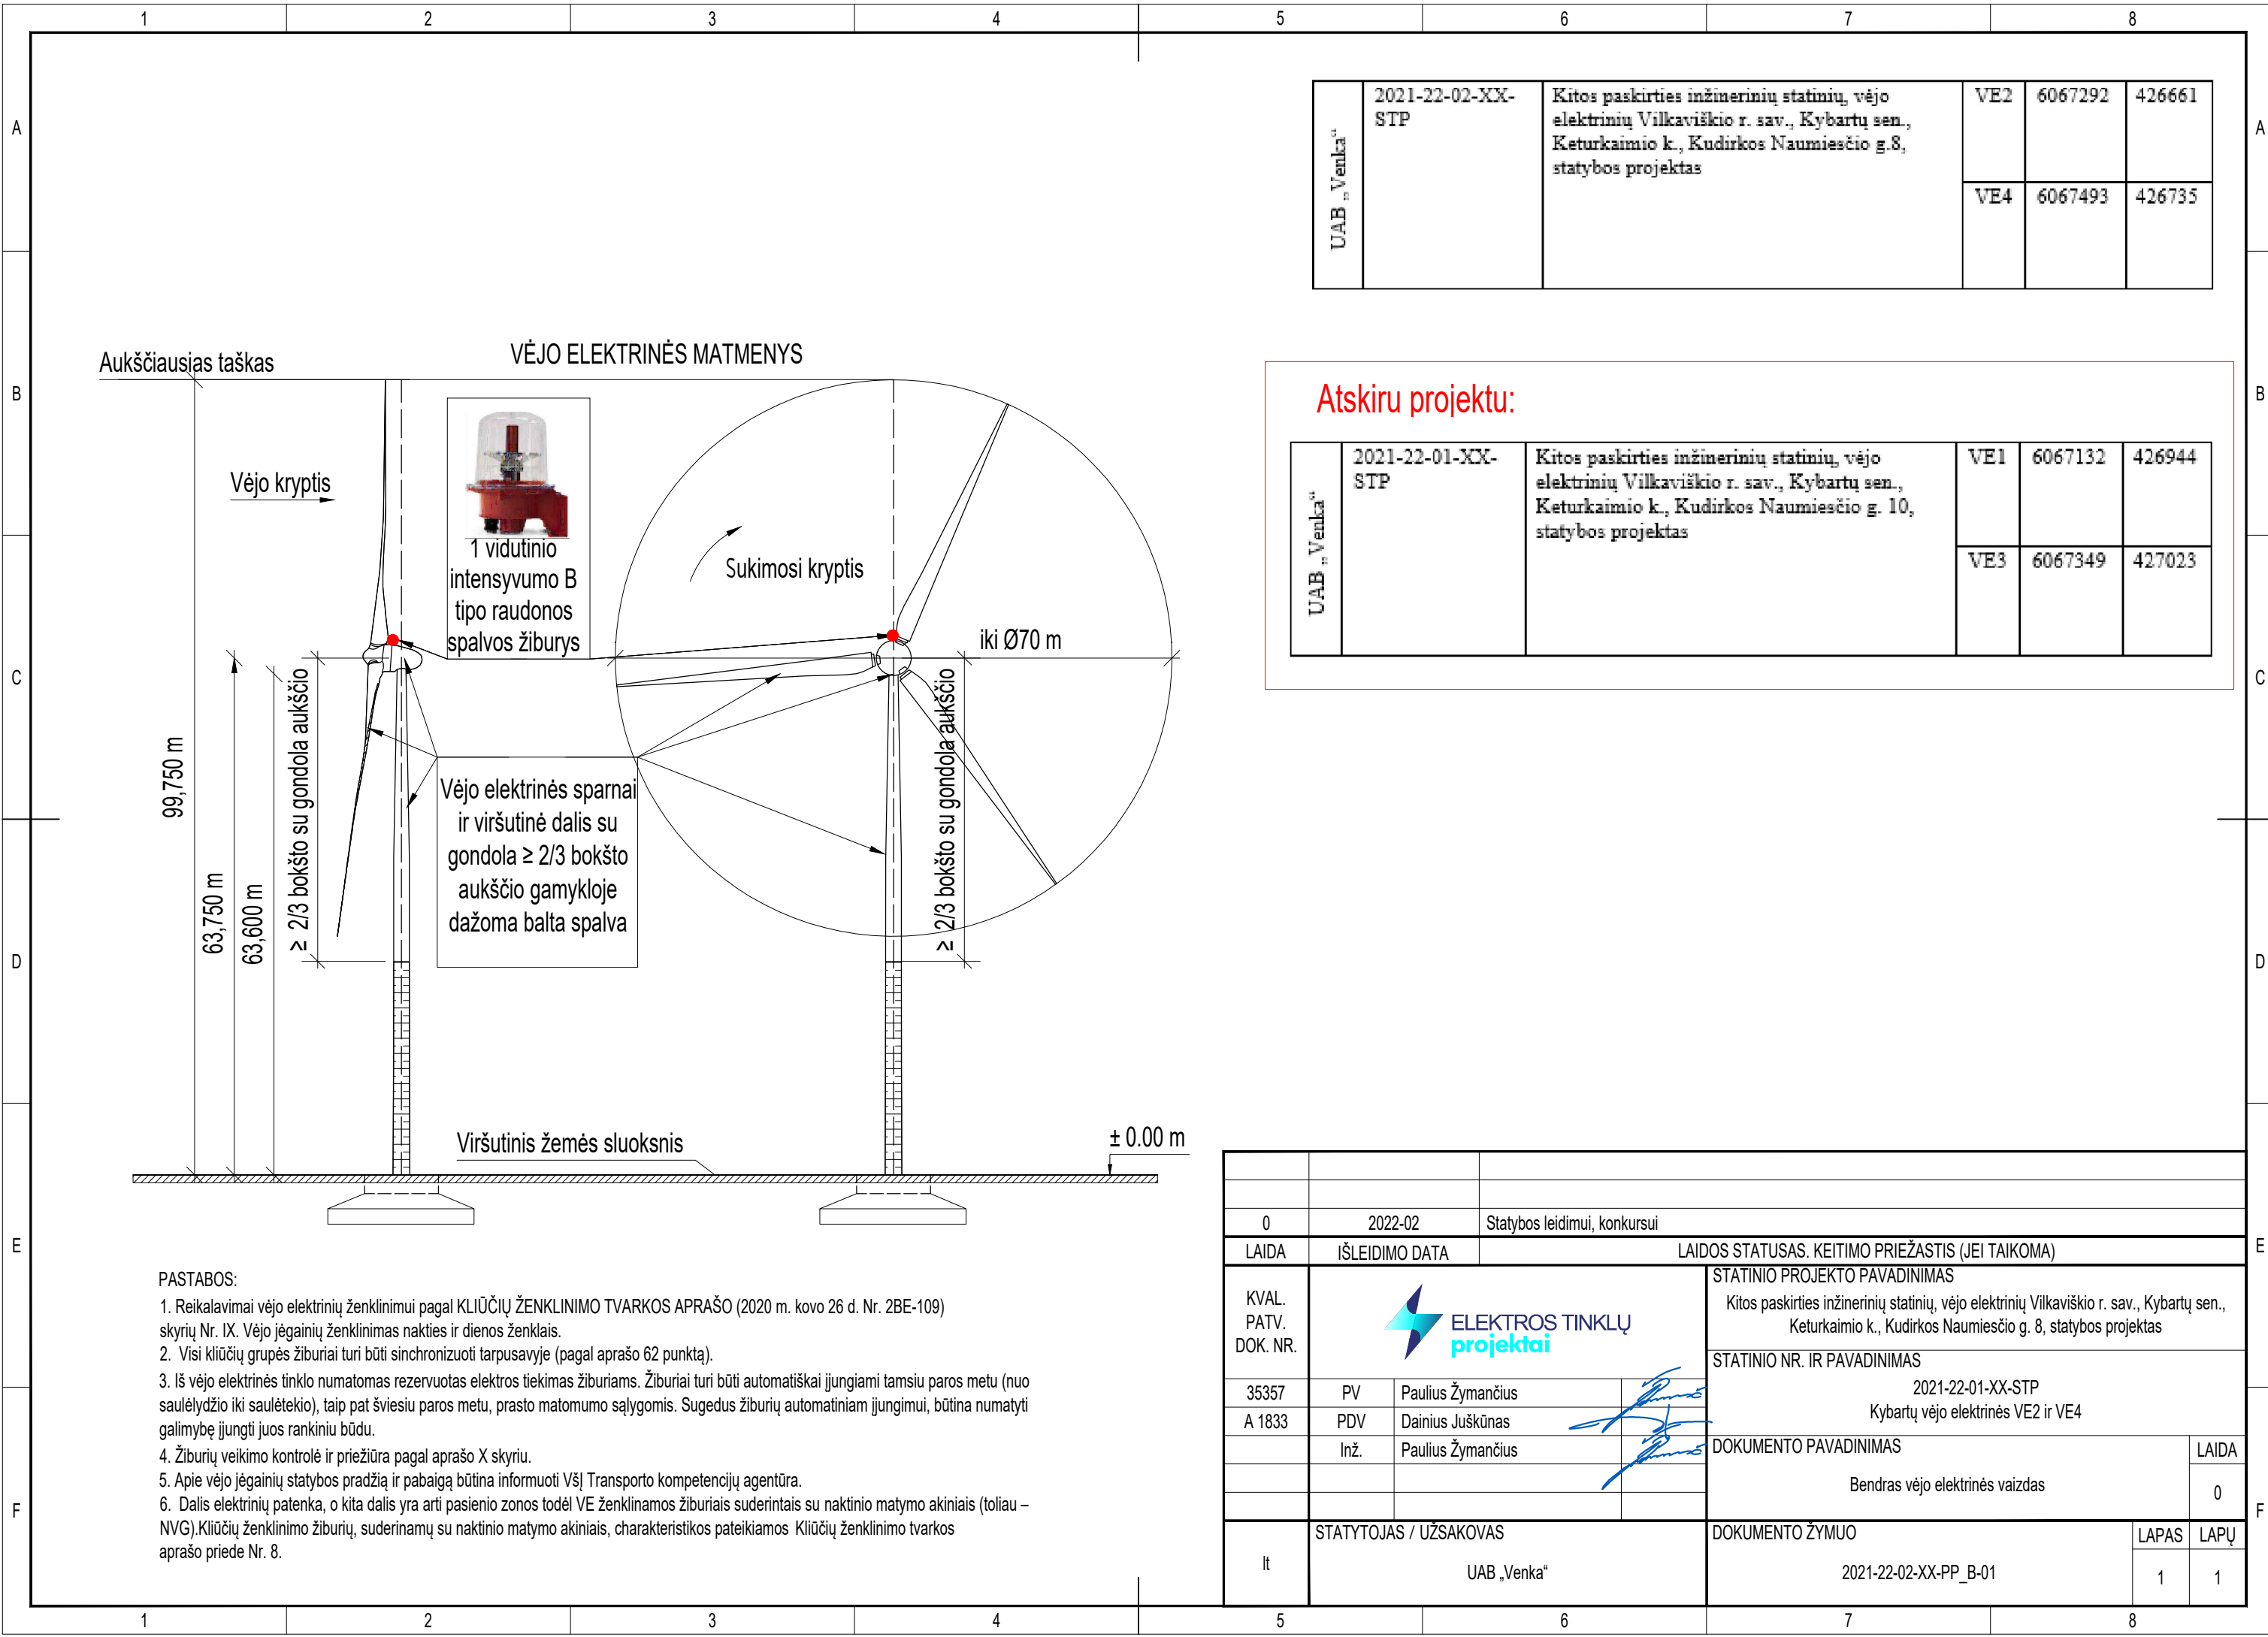 1 2 3 4 5 6 7 8
A
B
C
D
E
F
UAB „Venka“
2021-22-02-XX-
STP
Kitos paskirties inžinerinių statinių, vėjo
elektrinių Vilkaviškio r. sav., Kybartų sen.,
Keturkaimio k., Kudirkos Naumiesčio g.8,
statybos projektas
VE2 6067292 426661
VE4 6067493 426735
Atskiru projektu:
UAB „Venka“
2021-22-01-XX-
STP
Kitos paskirties inžinerinių statinių, vėjo
elektrinių Vilkaviškio r. sav., Kybartų sen.,
Keturkaimio k., Kudirkos Naumiesčio g. 10,
statybos projektas
VE1 6067132 426944
VE3 6067349 427023
VĖJO ELEKTRINĖS MATMENYS
Aukščiausias taškas
Vėjo kryptis
1 vidutinio
intensyvumo B
tipo raudonos
spalvos žiburys
Sukimosi kryptis
iki Ø70 m
99,750 m
63,750 m
63,600 m
≥ 2/3 bokšto su gondola aukščio
Vėjo elektrinės sparnai
ir viršutinė dalis su
gondola ≥ 2/3 bokšto
aukščio gamykloje
dažoma balta spalva
≥ 2/3 bokšto su gondola aukščio
Viršutinis žemės sluoksnis
± 0.00 m
PASTABOS:
1. Reikalavimai vėjo elektrinių ženklinimui pagal KLIŪČIŲ ŽENKLINIMO TVARKOS APRAŠO (2020 m. kovo 26 d. Nr. 2BE-109)
skyrių Nr. IX. Vėjo jėgainių ženklinimas nakties ir dienos ženklais.
2. Visi kliūčių grupės žiburiai turi būti sinchronizuoti tarpusavyje (pagal aprašo 62 punktą).
3. Iš vėjo elektrinės tinklo numatomas rezervuotas elektros tiekimas žiburiams. Žiburiai turi būti automatiškai įjungiami tamsiu paros metu (nuo
saulėlydžio iki saulėtekio), taip pat šviesiu paros metu, prasto matomumo sąlygomis. Sugedus žiburių automatiniam įjungimui, būtina numatyti
galimybę įjungti juos rankiniu būdu.
4. Žiburių veikimo kontrolė ir priežiūra pagal aprašo X skyriu.
5. Apie vėjo jėgainių statybos pradžią ir pabaigą būtina informuoti VšĮ Transporto kompetencijų agentūra.
6. Dalis elektrinių patenka, o kita dalis yra arti pasienio zonos todėl VE ženklinamos žiburiais suderintais su naktinio matymo akiniais (toliau –
NVG).Kliūčių ženklinimo žiburių, suderinamų su naktinio matymo akiniais, charakteristikos pateikiamos Kliūčių ženklinimo tvarkos
aprašo priede Nr. 8.
0 2022-02 Statybos leidimui, konkursui
LAIDA IŠLEIDIMO DATA LAIDOS STATUSAS. KEITIMO PRIEŽASTIS (JEI TAIKOMA)
KVAL.
PATV.
DOK. NR.
ELEKTROS TINKLŲ
projektai
STATINIO PROJEKTO PAVADINIMAS
Kitos paskirties inžinerinių statinių, vėjo elektrinių Vilkaviškio r. sav., Kybartų sen.,
Keturkaimio k., Kudirkos Naumiesčio g. 8, statybos projektas
STATINIO NR. IR PAVADINIMAS
2021-22-01-XX-STP
Kybartų vėjo elektrinės VE2 ir VE4
35357 PV Paulius Žymančius
A 1833 PDV Dainius Juškūnas
Inž. Paulius Žymančius
DOKUMENTO PAVADINIMAS LAIDA
Bendras vėjo elektrinės vaizdas 0
lt
STATYTOJAS / UŽSAKOVAS
UAB „Venka“
DOKUMENTO ŽYMUO LAPAS LAPŲ
2021-22-02-XX-PP_B-01 1 1
A
B
C
D
E
F
1 2 3 4 5 6 7 8